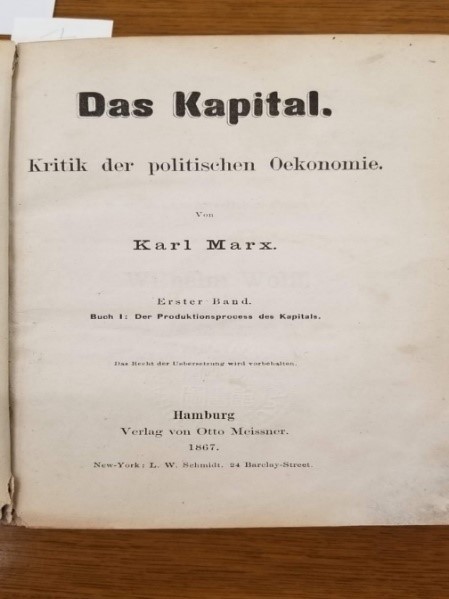 Das Kapital.
Kritik der politischen Oekonomie.
Von
Karl Marx.
Erster Band.
Buch I: Der Produktionsprocess des Kapitals.
Das Recht der Uebersetzung wird vorbehalten.
Hamburg
Verlag von Otto Meissner.
1867.
New-York: L. W. Schmidt. 24 Barclay-Street.